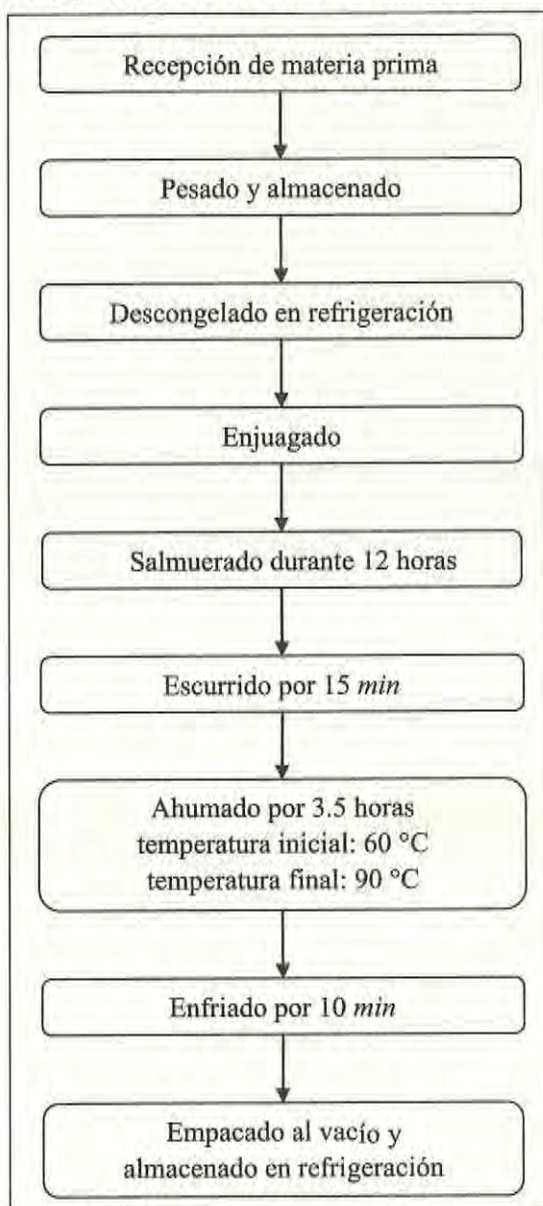 Recepción de materia prima
Pesado y almacenado
Descongelado en refrigeración
Enjuagado
Salmuerado durante 12 horas
Escurrido por 15 min
Ahumado por 3.5 horas
temperatura inicial: 60 °C
temperatura final: 90 °C
Enfriado por 10 min
Empacado al vacío y
almacenado en refrigeración